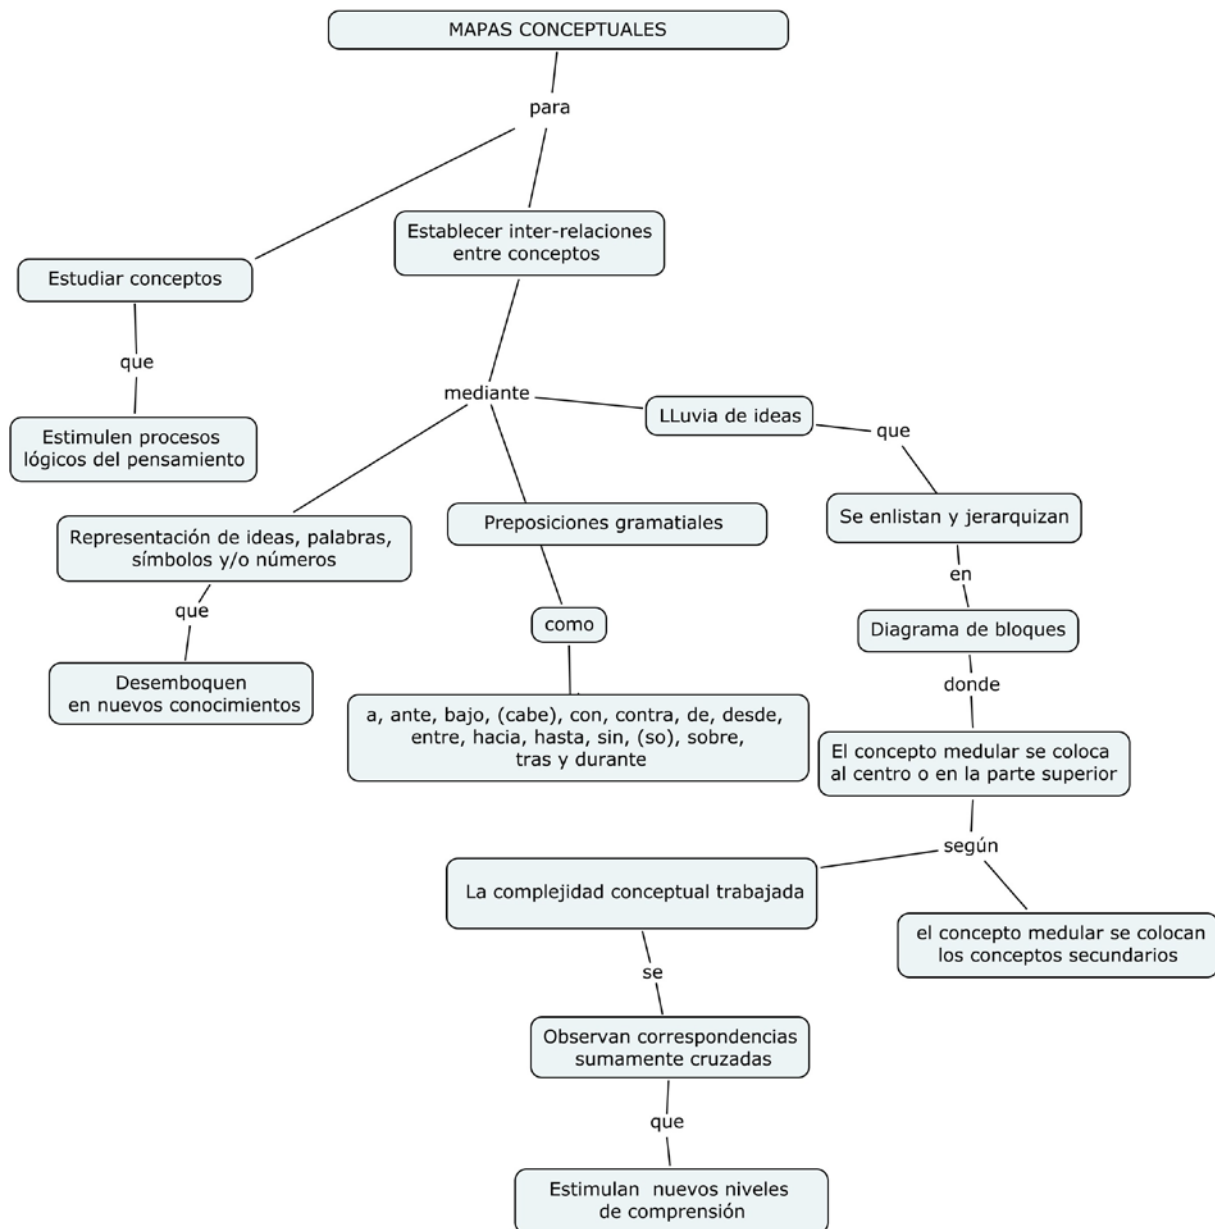 MAPAS CONCEPTUALES
para
Establecer inter-relaciones
entre conceptos
Estudiar conceptos
que
Estimulen procesos
lógicos del pensamiento
mediante
LLuvia de ideas
que
Se enlistan y jerarquizan
en
Diagrama de bloques
donde
El concepto medular se coloca
al centro o en la parte superior
según
Preposiciones gramatiales
como
a, ante, bajo, (cabe), con, contra, de, desde,
entre, hacia, hasta, sin, (so), sobre,
tras y durante
Representación de ideas, palabras,
símbolos y/o números
que
Desemboquen
en nuevos conocimientos
La complejidad conceptual trabajada
el concepto medular se colocan
los conceptos secundarios
se
Observan correspondencias
sumamente cruzadas
que
Estimulan nuevos niveles
de comprensión